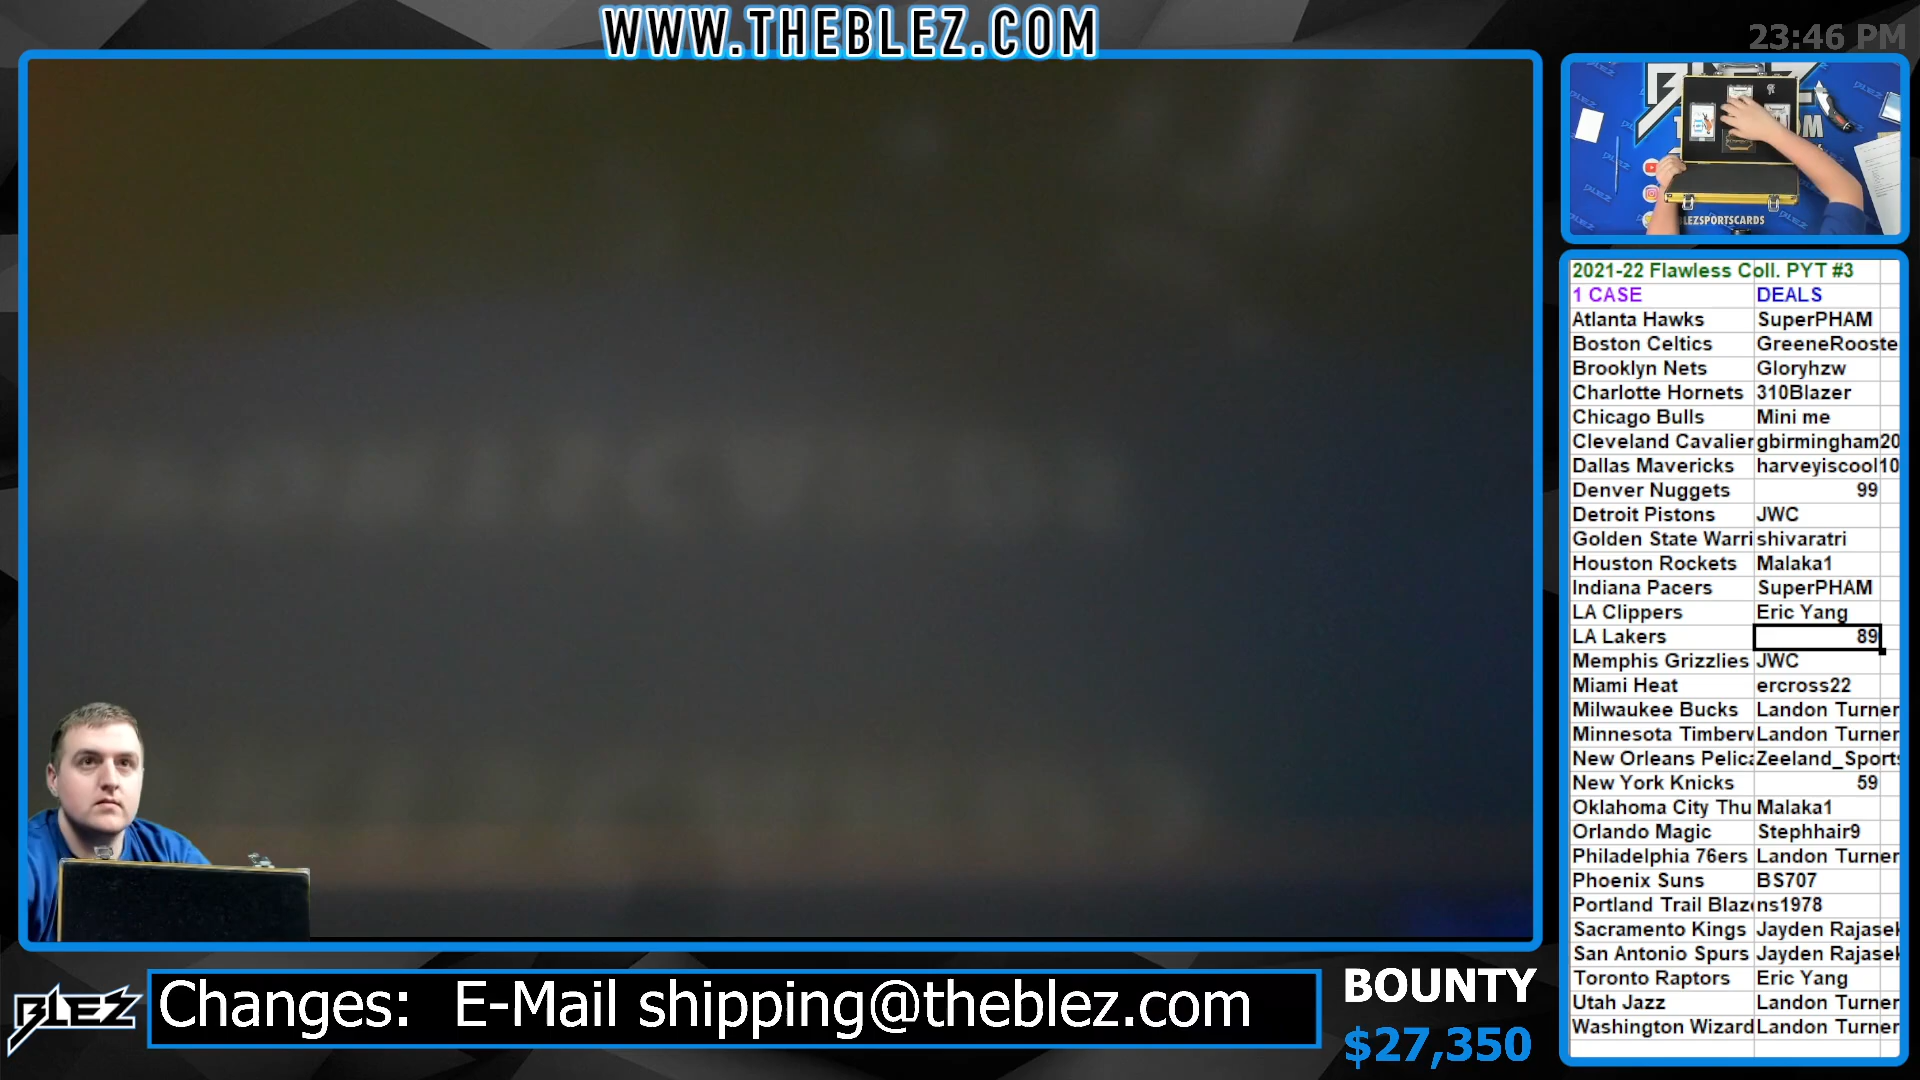 WWW.THEBLEZ.COM
23:46 PM
BLEZSPORTSCARDS
2021-22 Flawless Coll. PYT #3
1 CASE DEALS
Atlanta Hawks SuperPHAM
Boston Celtics GreeneRooste
Brooklyn Nets Gloryhzw
Charlotte Hornets 310Blazer
Chicago Bulls Mini me
Cleveland Cavalier gbirmingham20
Dallas Mavericks harveyiscool10
Denver Nuggets 99
Detroit Pistons JWC
Golden State Warri shivaratri
Houston Rockets Malaka1
Indiana Pacers SuperPHAM
LA Clippers Eric Yang
LA Lakers 89
Memphis Grizzlies JWC
Miami Heat ercross22
Milwaukee Bucks Landon Turner
Minnesota Timberv Landon Turner
New Orleans Pelica Zeeland_Sports
New York Knicks 59
Oklahoma City Thu Malaka1
Orlando Magic Stephhair9
Philadelphia 76ers Landon Turner
Phoenix Suns BS707
Portland Trail Blaze ns1978
Sacramento Kings Jayden Rajasek
San Antonio Spurs Jayden Rajasek
Toronto Raptors Eric Yang
Utah Jazz Landon Turner
Washington Wizard Landon Turner
BLEZ
Changes: E-Mail shipping@theblez.com
BOUNTY
$27,350